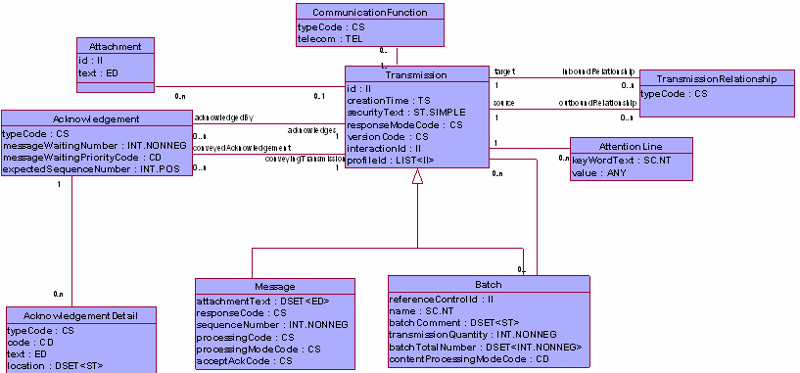 CommunicationFunction
typeCode : CS
telecom : TEL
0..
1..
Attachment
id : II
text : ED
0..n
0..1
Transmission
id : II
creationTime : TS
securityText : ST.SIMPLE
responseModeCode : CS
versionCode : CS
interactionId : II
profileId : LIST<II>
target
inboundRelationship
1
0..n
source
outboundRelationship
1
0..n
TransmissionRelationship
typeCode : CS
Acknowledgement
typeCode : CS
messageWaitingNumber : INT.NONNEG
messageWaitingPriorityCode : CD
expectedSequenceNumber : INT.POS
acknowledgedBy
0..n
acknowledges
1
conveyedAcknowledgement
0..n
conveyingTransmission
1
1
0..n
AttentionLine
keyWordText : SC.NT
value : ANY
0..n
1
0..n
0..
AcknowledgementDetail
typeCode : CS
code : CD
text : ED
location : DSET<ST>
Message
attachmentText : DSET<ED>
responseCode : CS
sequenceNumber : INT.NONNEG
processingCode : CS
processingModeCode : CS
acceptAckCode : CS
Batch
referenceControlId : II
name : SC.NT
batchComment : DSET<ST>
transmissionQuantity : INT.NONNEG
batchTotalNumber : DSET<INT.NONNEG>
contentProcessingModeCode : CD